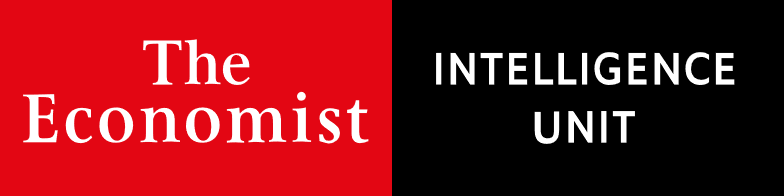 The
Economist
INTELLIGENCE
UNIT